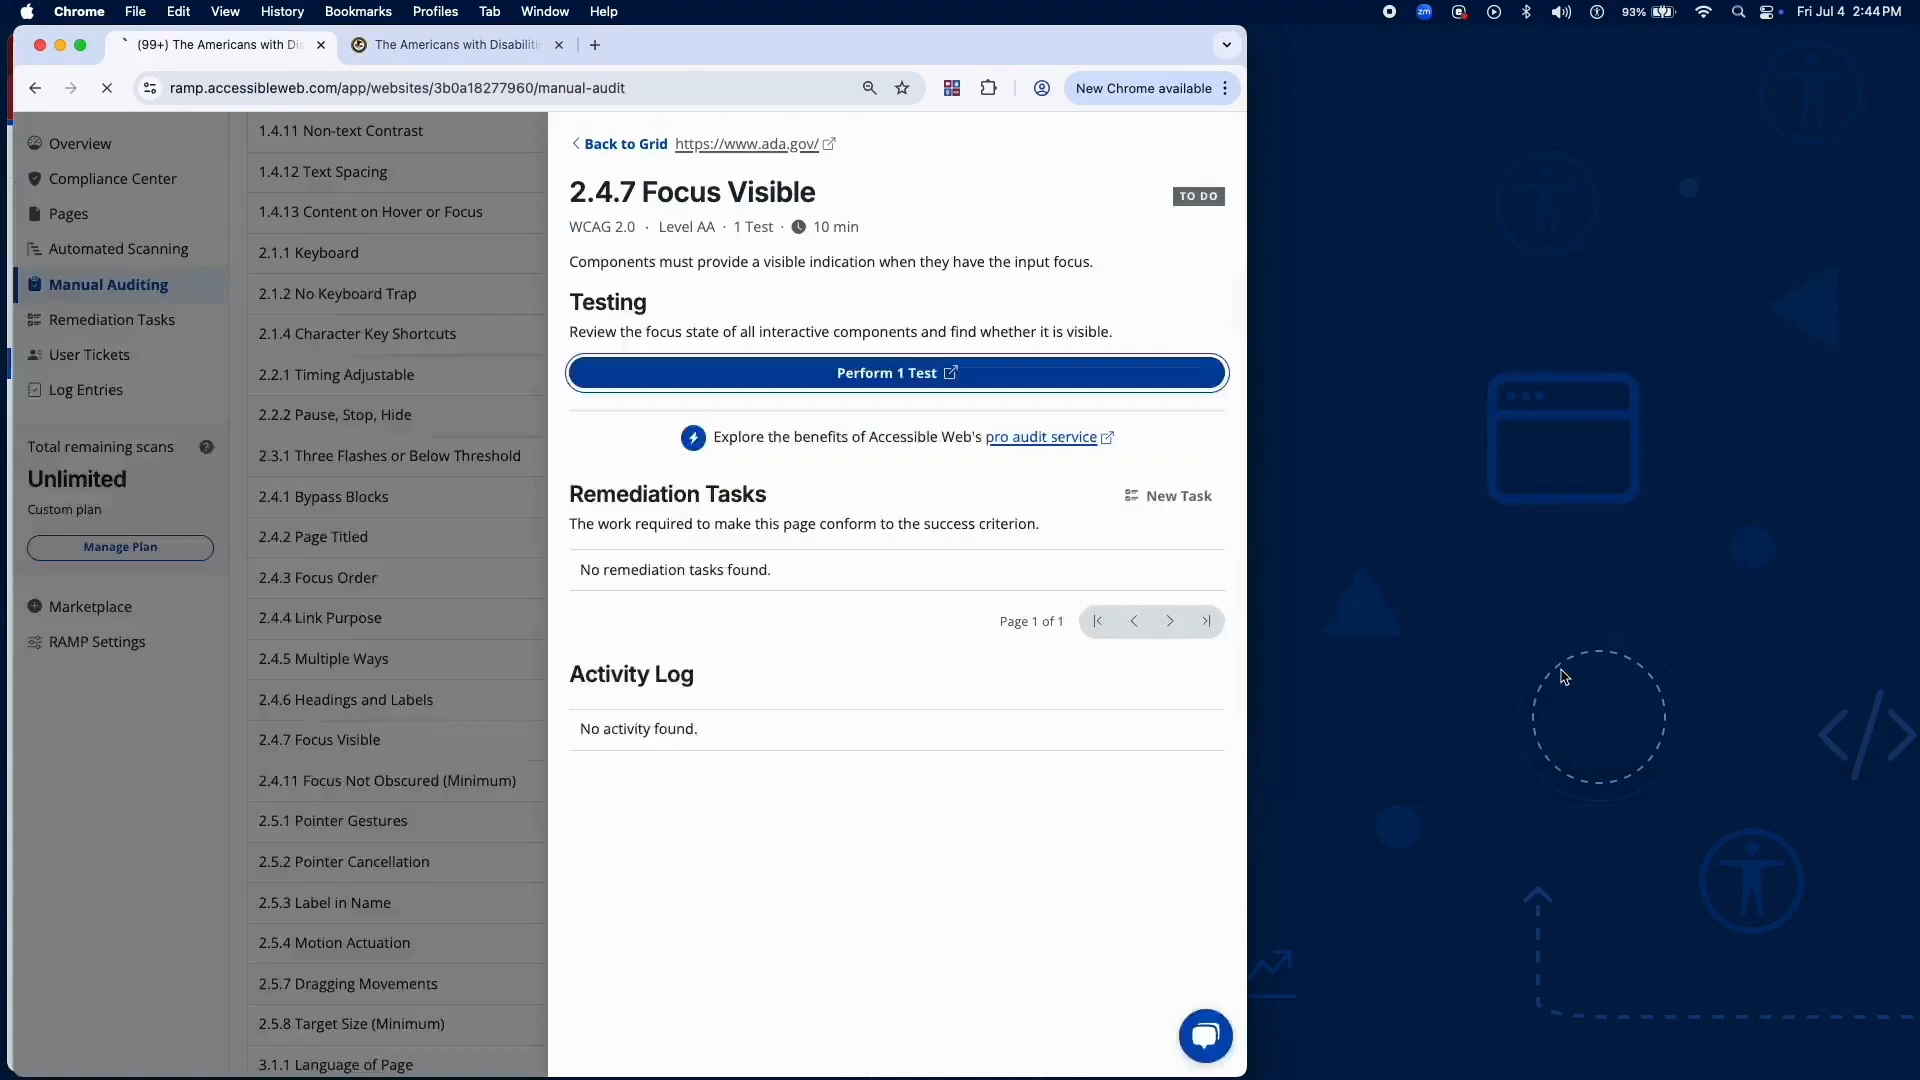 Chrome File Edit View History Bookmarks Profiles Tab Window Help
zm 93% Fri Jul 4 2:44 PM
(99+) The Americans with Dis
The Americans with Disabiliti
ramp.accessibleweb.com/app/websites/3b0a18277960/manual-audit
New Chrome available
Overview
Compliance Center
Pages
Automated Scanning
Manual Auditing
Remediation Tasks
User Tickets
Log Entries
Total remaining scans
Unlimited
Custom plan
Manage Plan
Marketplace
RAMP Settings
1.4.11 Non-text Contrast
1.4.12 Text Spacing
1.4.13 Content on Hover or Focus
2.1.1 Keyboard
2.1.2 No Keyboard Trap
2.1.4 Character Key Shortcuts
2.2.1 Timing Adjustable
2.2.2 Pause, Stop, Hide
2.3.1 Three Flashes or Below Threshold
2.4.1 Bypass Blocks
2.4.2 Page Titled
2.4.3 Focus Order
2.4.4 Link Purpose
2.4.5 Multiple Ways
2.4.6 Headings and Labels
2.4.7 Focus Visible
2.4.11 Focus Not Obscured (Minimum)
2.5.1 Pointer Gestures
2.5.2 Pointer Cancellation
2.5.3 Label in Name
2.5.4 Motion Actuation
2.5.7 Dragging Movements
2.5.8 Target Size (Minimum)
3.1.1 Language of Page
Back to Grid https://www.ada.gov/
2.4.7 Focus Visible
TO DO
WCAG 2.0 · Level AA · 1 Test · 10 min
Components must provide a visible indication when they have the input focus.
Testing
Review the focus state of all interactive components and find whether it is visible.
Perform 1 Test
Explore the benefits of Accessible Web's pro audit service
Remediation Tasks
New Task
The work required to make this page conform to the success criterion.
No remediation tasks found.
Page 1 of 1
Activity Log
No activity found.